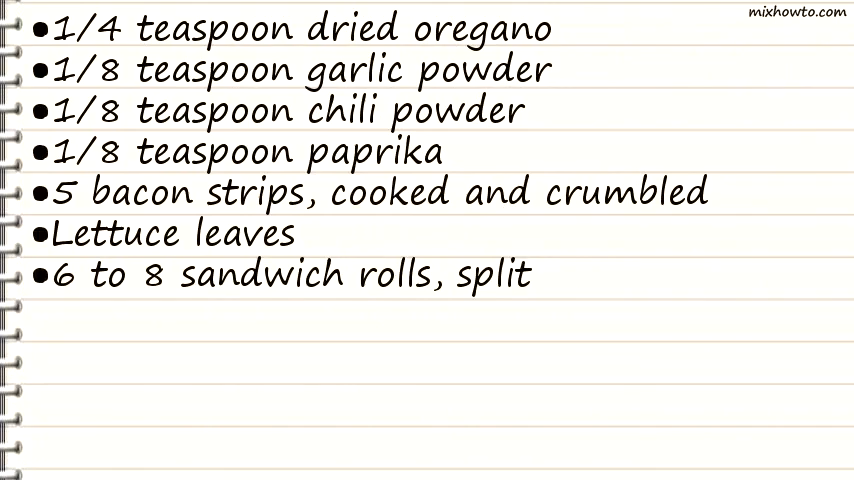 mixhowto.com
•1/4 teaspoon dried oregano
•1/8 teaspoon garlic powder
•1/8 teaspoon chili powder
•1/8 teaspoon paprika
•5 bacon strips, cooked and crumbled
•Lettuce leaves
•6 to 8 sandwich rolls, split